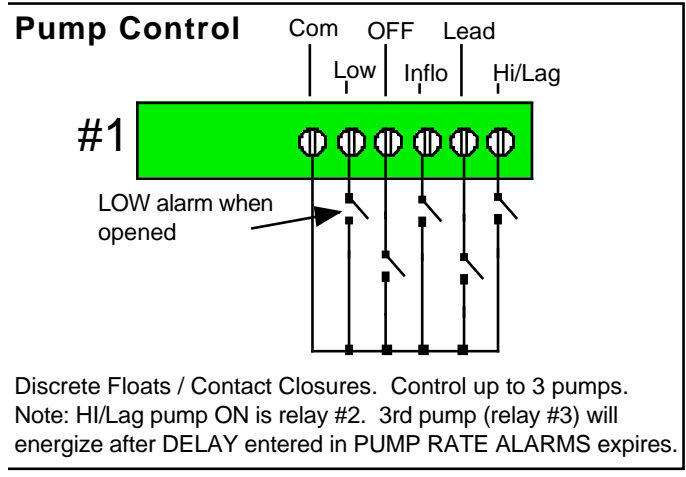 Pump Control
Com OFF Lead
Low Inflo Hi/Lag
#1
LOW alarm when
opened
Discrete Floats / Contact Closures. Control up to 3 pumps.
Note: HI/Lag pump ON is relay #2. 3rd pump (relay #3) will
energize after DELAY entered in PUMP RATE ALARMS expires.